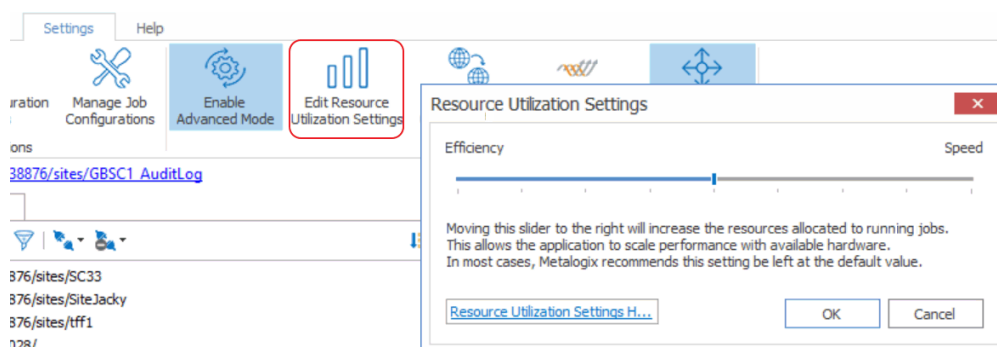 Settings Help
Manage Job
Configurations
Enable
Advanced Mode
Edit Resource
Utilization Settings
38876/sites/GBSC1_AuditLog
876/sites/SC33
876/sites/SiteJacky
876/sites/tff1
028/
Resource Utilization Settings
Efficiency Speed
Moving this slider to the right will increase the resources allocated to running jobs.
This allows the application to scale performance with available hardware.
In most cases, Metalogix recommends this setting be left at the default value.
Resource Utilization Settings H...
OK Cancel